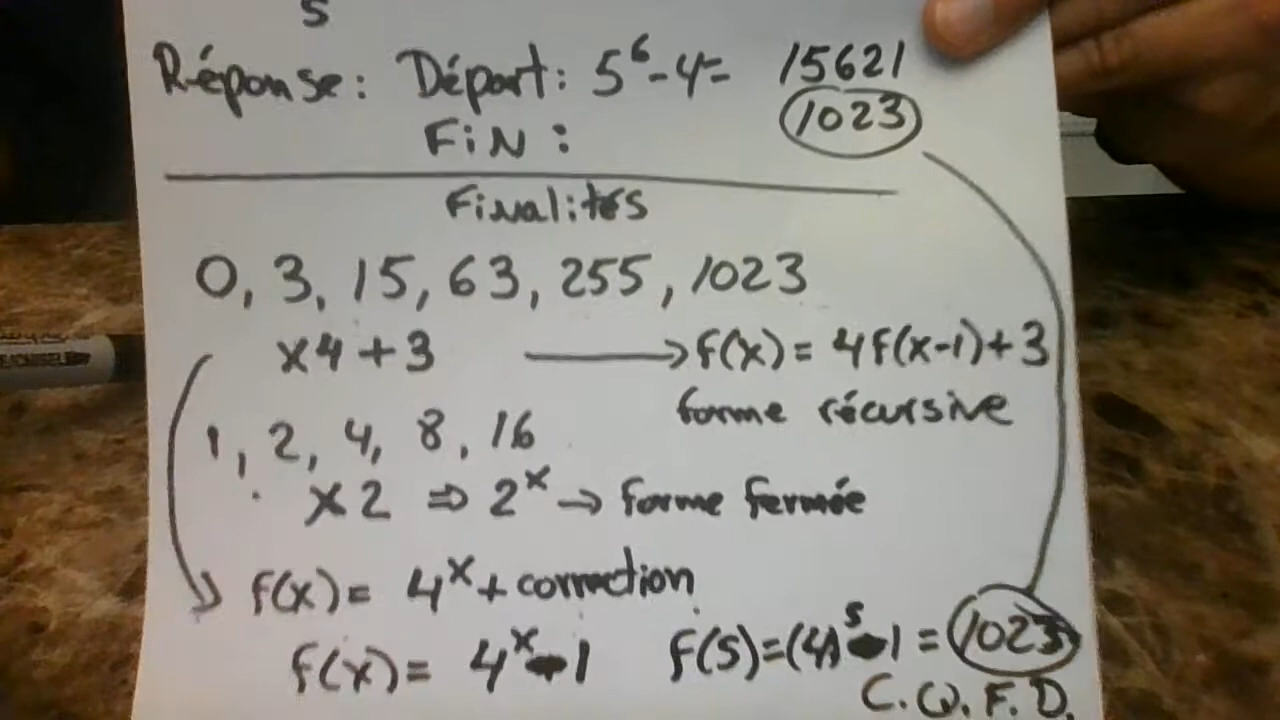 5
Réponse: Départ: 5⁶-4= 15621
FIN: 1023
Finalités
0, 3, 15, 63, 255, 1023
x4+3 → f(x)= 4f(x-1)+3
forme récursive
1, 2, 4, 8, 16
x2 ⇒ 2ˣ → forme fermée
f(x)= 4ˣ+correction
f(x)= 4ˣ-1 f(5)=(4)⁵-1 = 1023
C.Q.F.D.